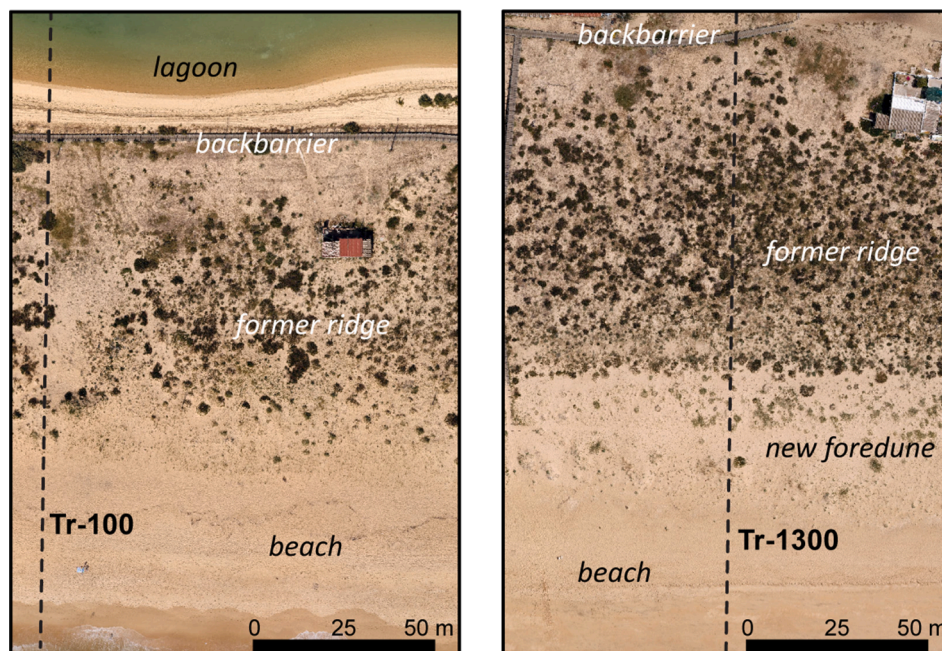 lagoon
backbarrier
former ridge
Tr-100
beach
0 25 50 m
backbarrier
former ridge
new foredune
Tr-1300
beach
0 25 50 m